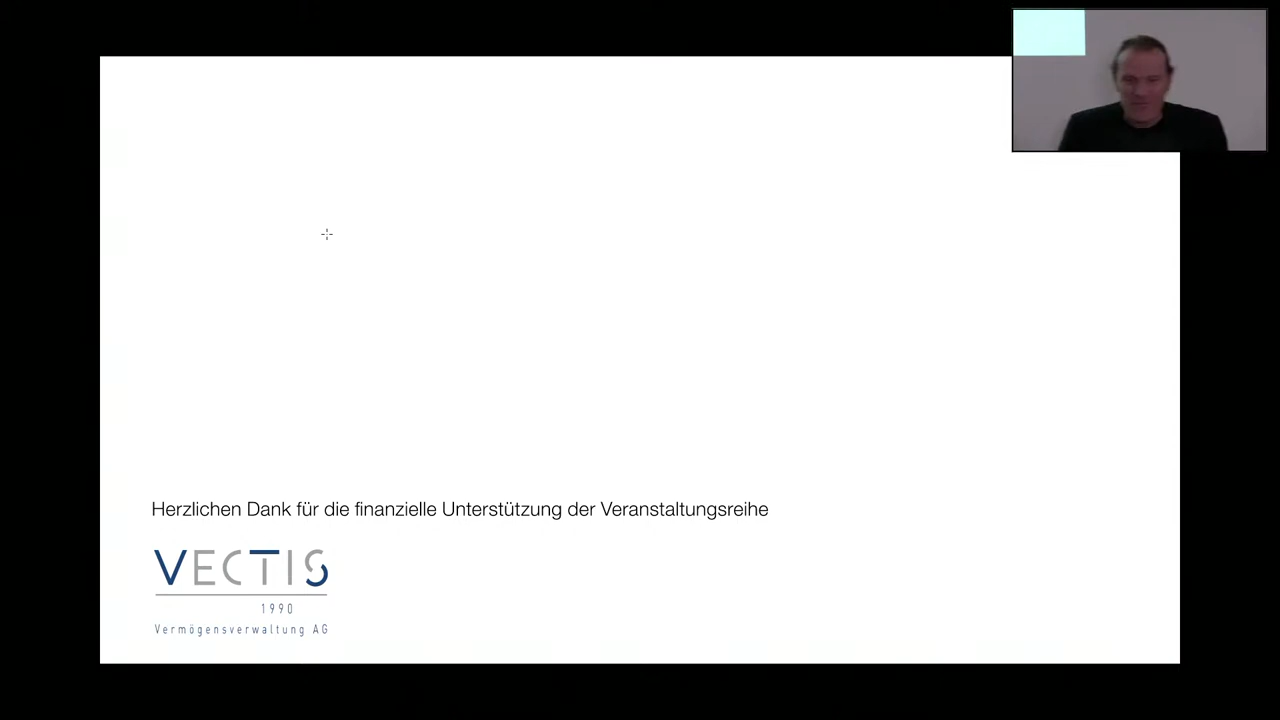 Herzlichen Dank für die finanzielle Unterstützung der Veranstaltungsreihe
VECTIS
1990
Vermögensverwaltung AG